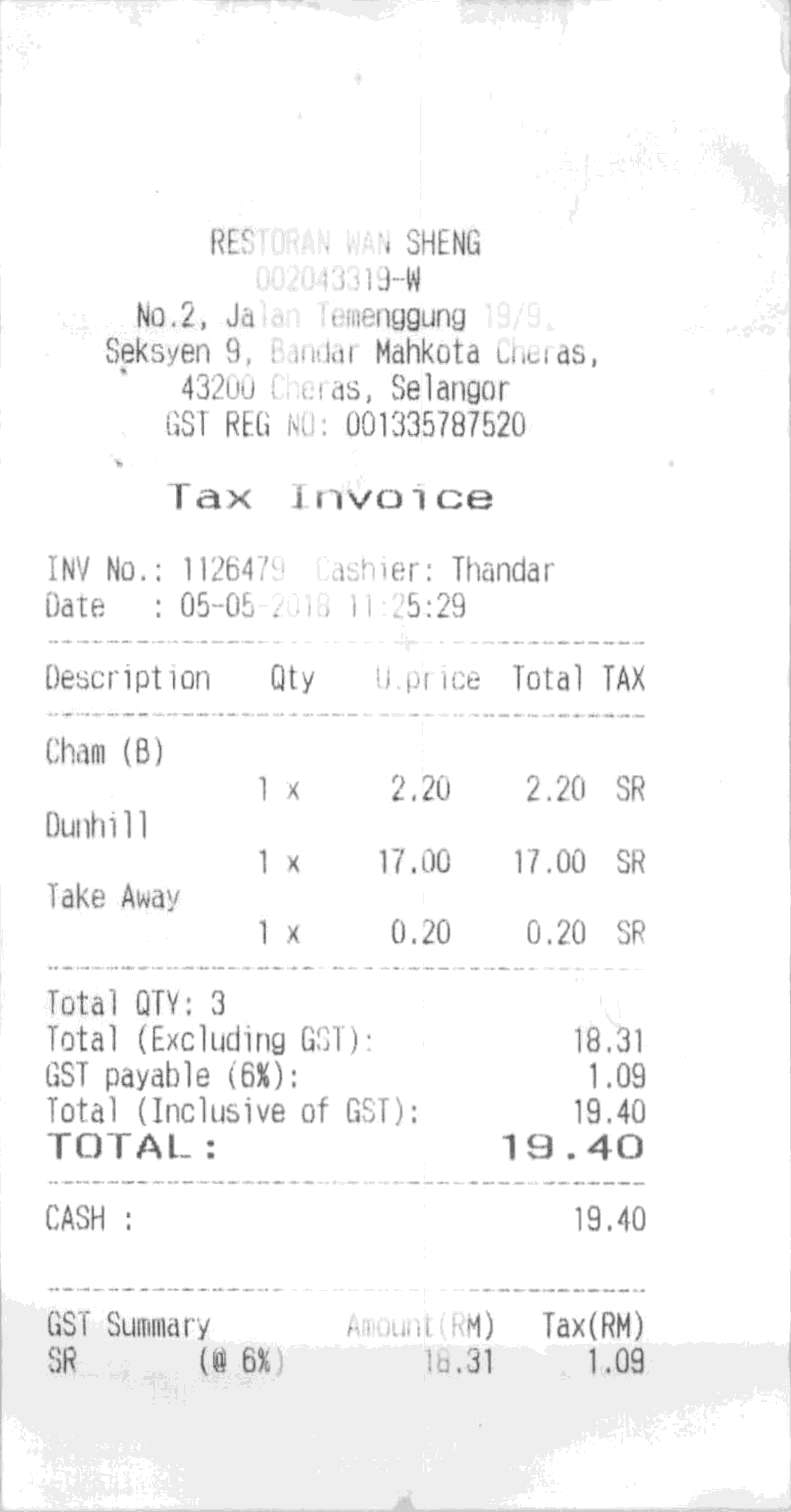 RESTORAN WAN SHENG
002043319-W
No.2, Jalan Temenggung 19/9,
Seksyen 9, Bandar Mahkota Cheras,
43200 Cheras, Selangor
GST REG NO: 001335787520
Tax Invoice
INV No.: 1126479 Cashier: Thandar
Date : 05-05-2018 11:25:29
Description Qty U.price Total TAX
Cham (B)
1 x 2.20 2.20 SR
Dunhill
1 x 17.00 17.00 SR
Take Away
1 x 0.20 0.20 SR
Total QTY: 3
Total (Excluding GST): 18.31
GST payable (6%): 1.09
Total (Inclusive of GST): 19.40
TOTAL: 19.40
CASH : 19.40
GST Summary Amount(RM) Tax(RM)
SR (@ 6%) 18.31 1.09